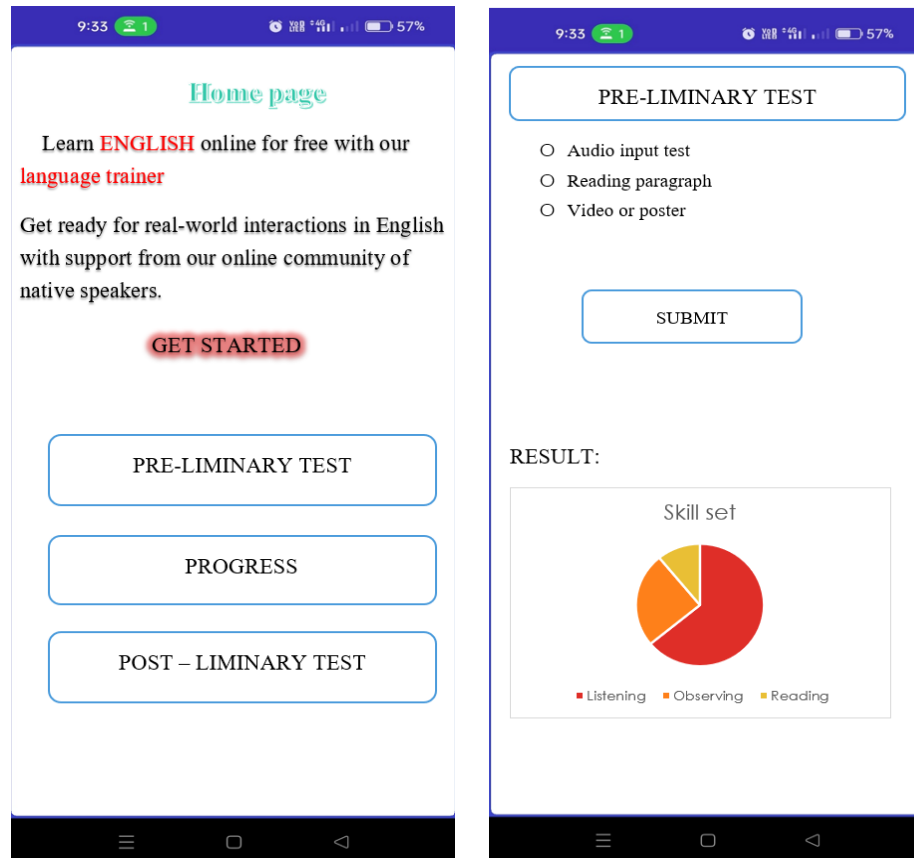 9:33
1
57%
Home page
Learn ENGLISH online for free with our
language trainer
Get ready for real-world interactions in English
with support from our online community of
native speakers.
GET STARTED
PRE-LIMINARY TEST
PROGRESS
POST – LIMINARY TEST
9:33
1
57%
PRE-LIMINARY TEST
Audio input test
Reading paragraph
Video or poster
SUBMIT
RESULT:
Skill set
Listening Observing Reading